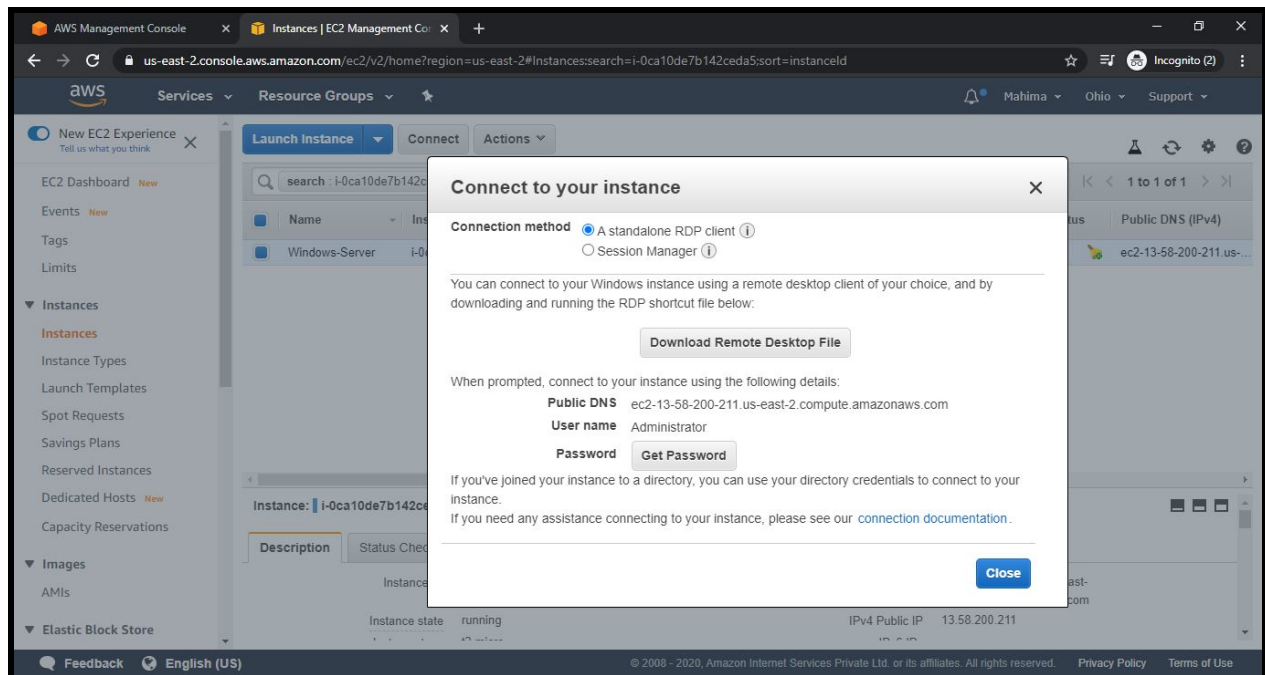 AWS Management Console
Instances | EC2 Management Con
Incognito (2)
us-east-2.console.aws.amazon.com/ec2/v2/home?region=us-east-2#Instances:search=i-0ca10de7b142ceda5;sort=instanceId
aws Services Resource Groups Mahima Ohio Support
New EC2 Experience
Tell us what you think
EC2 Dashboard New
Events New
Tags
Limits
Instances
Instances
Instance Types
Launch Templates
Spot Requests
Savings Plans
Reserved Instances
Dedicated Hosts New
Capacity Reservations
Images
AMIs
Elastic Block Store
Launch Instance Connect Actions
search : i-0ca10de7b142c
1 to 1 of 1
Name Ins tus Public DNS (IPv4)
Windows-Server i-0 ec2-13-58-200-211.us-...
Connect to your instance
Connection method A standalone RDP client
Session Manager
You can connect to your Windows instance using a remote desktop client of your choice, and by
downloading and running the RDP shortcut file below:
Download Remote Desktop File
When prompted, connect to your instance using the following details:
Public DNS ec2-13-58-200-211.us-east-2.compute.amazonaws.com
User name Administrator
Password Get Password
If you've joined your instance to a directory, you can use your directory credentials to connect to your
instance.
If you need any assistance connecting to your instance, please see our connection documentation.
Close
Instance: i-0ca10de7b142ce
Description Status Chec
Instance ast-
com
Instance state running IPv4 Public IP 13.58.200.211
Feedback English (US) © 2008 - 2020, Amazon Internet Services Private Ltd. or its affiliates. All rights reserved. Privacy Policy Terms of Use